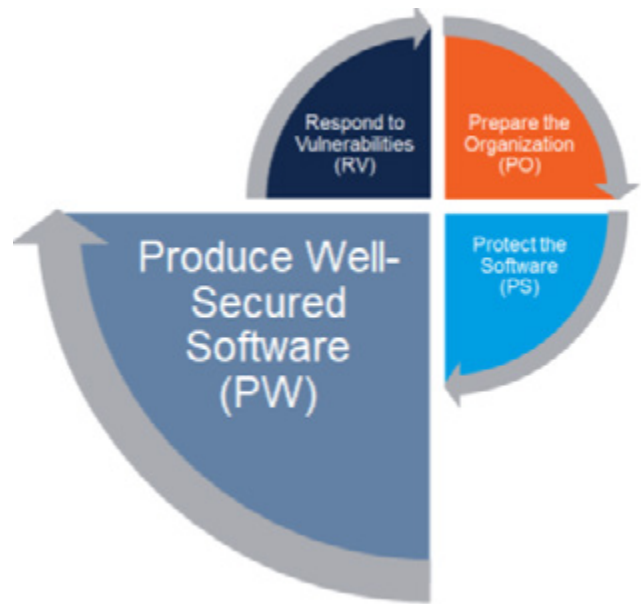 Respond to
Vulnerabilities
(RV)
Prepare the
Organization
(PO)
Produce Well-
Secured
Software
(PW)
Protect the
Software
(PS)